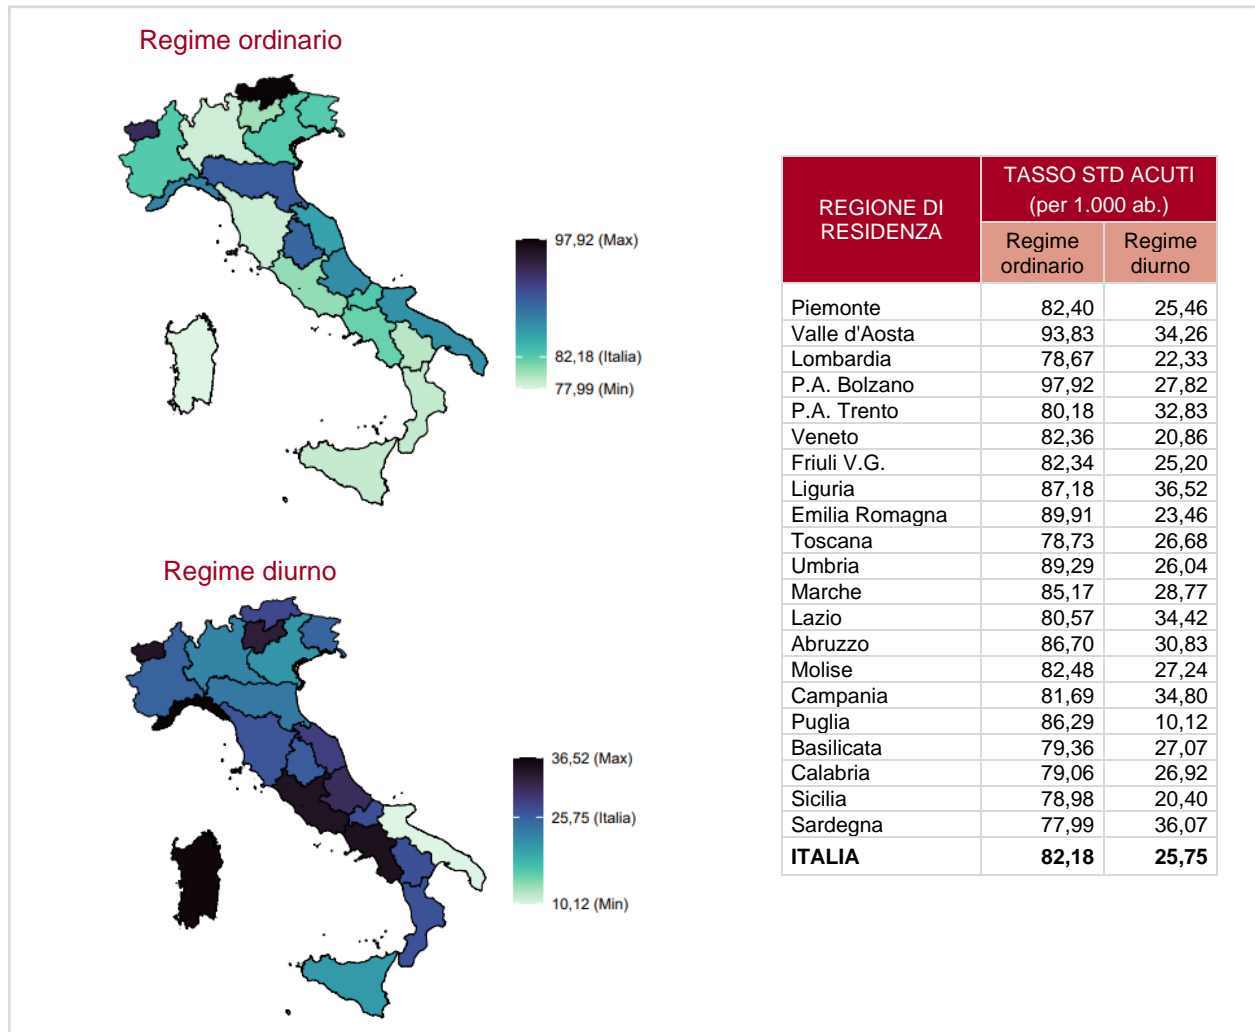 Regime ordinario
97,92 (Max)
82,18 (Italia)
77,99 (Min)
Regime diurno
36,52 (Max)
25,75 (Italia)
10,12 (Min)
REGIONE DI RESIDENZA TASSO STD ACUTI (per 1.000 ab.)
Regime ordinario Regime diurno
Piemonte 82,40 25,46
Valle d'Aosta 93,83 34,26
Lombardia 78,67 22,33
P.A. Bolzano 97,92 27,82
P.A. Trento 80,18 32,83
Veneto 82,36 20,86
Friuli V.G. 82,34 25,20
Liguria 87,18 36,52
Emilia Romagna 89,91 23,46
Toscana 78,73 26,68
Umbria 89,29 26,04
Marche 85,17 28,77
Lazio 80,57 34,42
Abruzzo 86,70 30,83
Molise 82,48 27,24
Campania 81,69 34,80
Puglia 86,29 10,12
Basilicata 79,36 27,07
Calabria 79,06 26,92
Sicilia 78,98 20,40
Sardegna 77,99 36,07
ITALIA 82,18 25,75